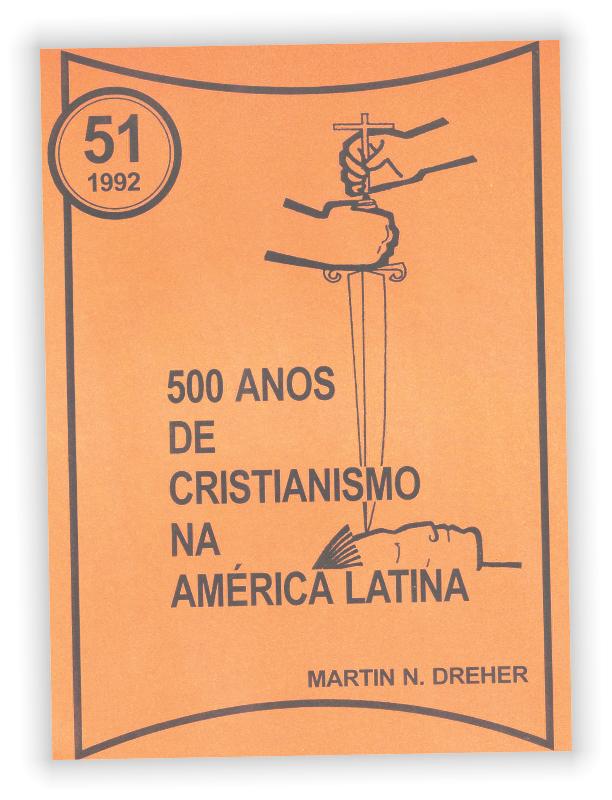 51
1992
500 ANOS
DE
CRISTIANISMO
NA
AMÉRICA LATINA
MARTIN N. DREHER